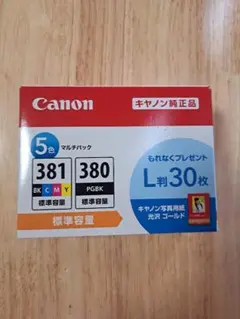 Canon
キヤノン純正品
5色
マルチパック
381
BK C M Y
標準容量
380
PGBK
標準容量
標準容量
もれなくプレゼント
L判30枚
キヤノン写真用紙
光沢 ゴールド